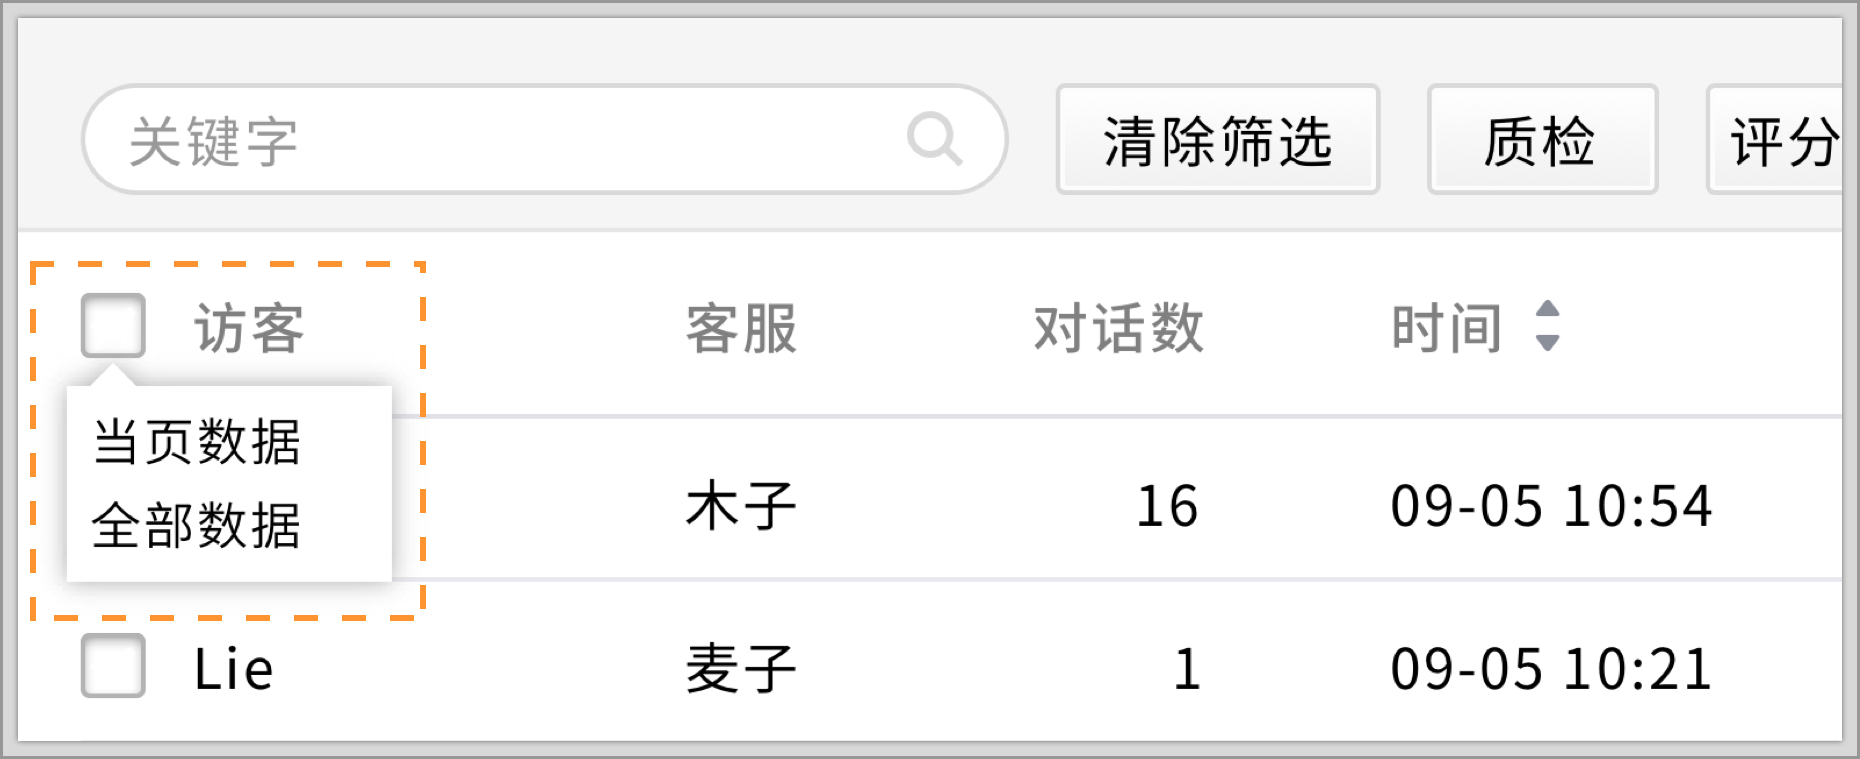 关键字 清除筛选 质检 评分
访客 客服 对话数 时间
当页数据
木子 16 09-05 10:54
全部数据
Lie 麦子 1 09-05 10:21